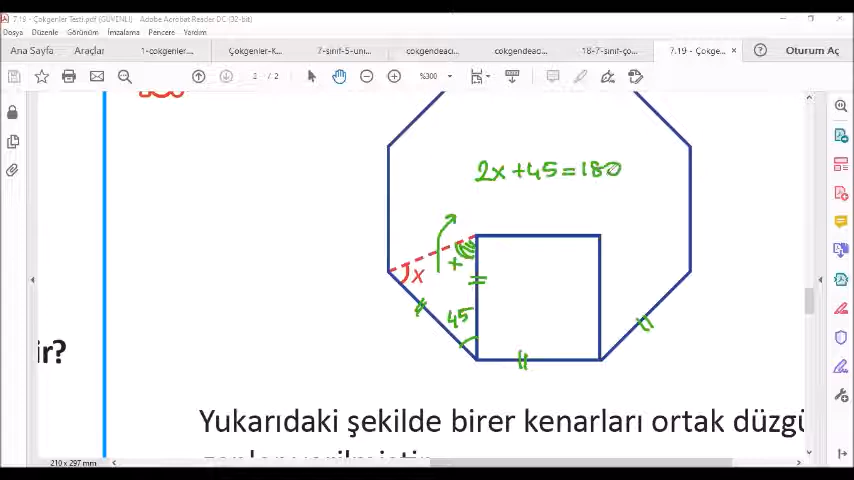 7.19 - Çokgenler Testi.pdf (GÜVENLİ) - Adobe Acrobat Reader DC (32-bit)
Dosya Düzenle Görünüm İmzalama Pencere Yardım
Ana Sayfa Araçlar 1-cokgenler... Çokgenler-K... 7-sinif-5-uni... cokgendeaci... cokgendeac... 18-7-sinif-ço... 7.19 - Çokge... × Oturum Aç
2 / 2 %300
2x+45=180
x
x
45
ir?
Yukarıdaki şekilde birer kenarları ortak düzgü
210 x 297 mm